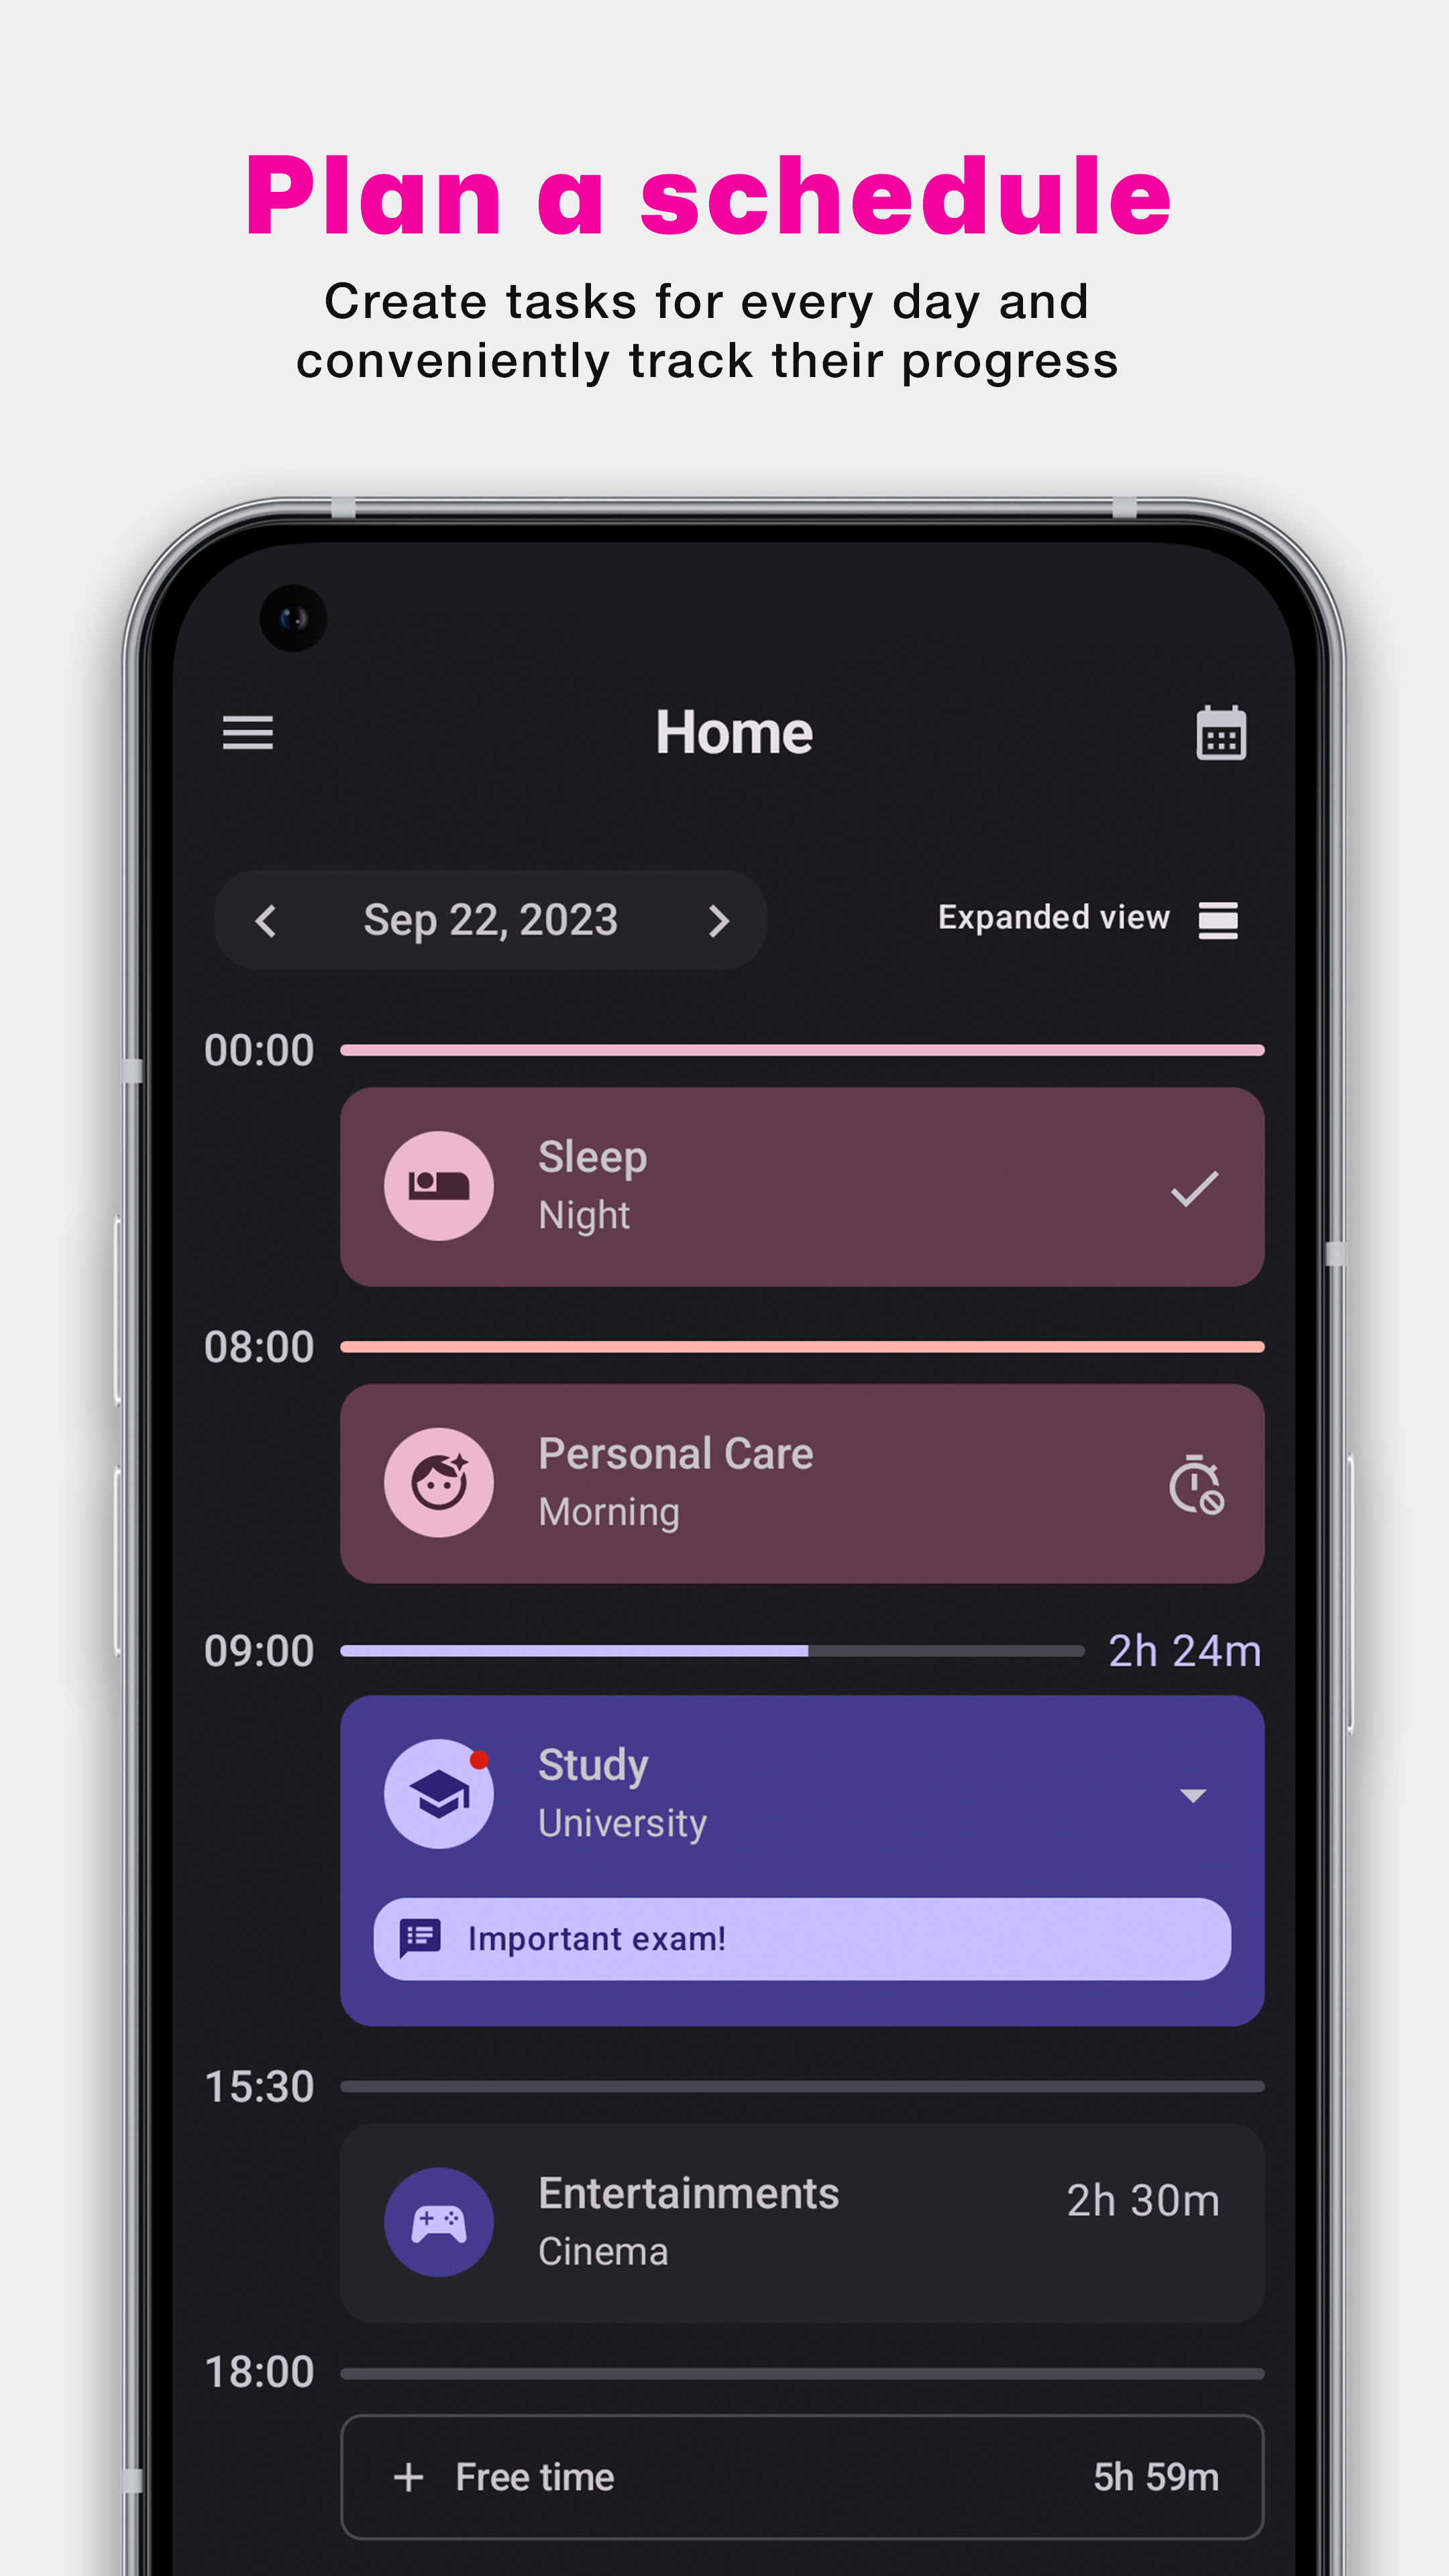 Plan a schedule
Create tasks for every day and
conveniently track their progress
Home
Sep 22, 2023
Expanded view
00:00
Sleep
Night
08:00
Personal Care
Morning
09:00
2h 24m
Study
University
Important exam!
15:30
Entertainments
2h 30m
Cinema
18:00
Free time
5h 59m